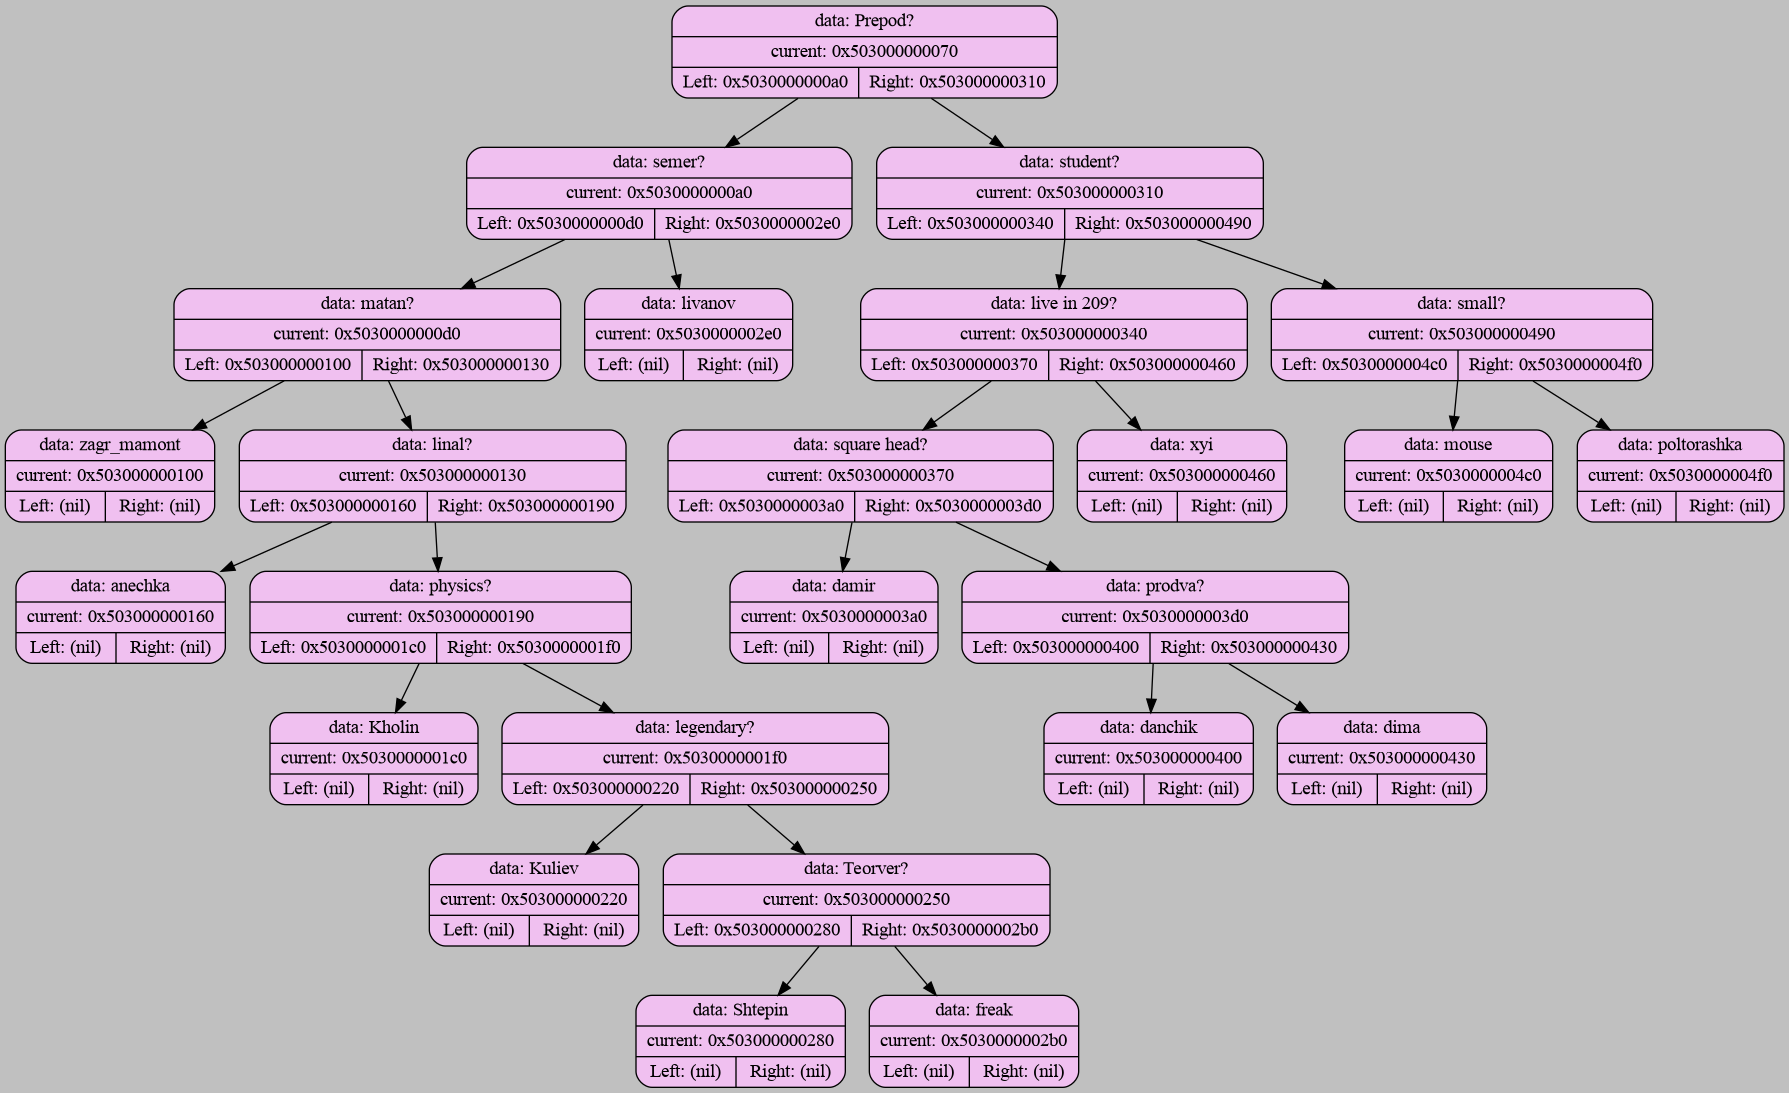 data: Prepod?
current: 0x503000000070
Left: 0x5030000000a0 Right: 0x503000000310
data: semer?
current: 0x5030000000a0
Left: 0x5030000000d0 Right: 0x5030000002e0
data: student?
current: 0x503000000310
Left: 0x503000000340 Right: 0x503000000490
data: matan?
current: 0x5030000000d0
Left: 0x503000000100 Right: 0x503000000130
data: livanov
current: 0x5030000002e0
Left: (nil) Right: (nil)
data: live in 209?
current: 0x503000000340
Left: 0x503000000370 Right: 0x503000000460
data: small?
current: 0x503000000490
Left: 0x5030000004c0 Right: 0x5030000004f0
data: zagr_mamont
current: 0x503000000100
Left: (nil) Right: (nil)
data: linal?
current: 0x503000000130
Left: 0x503000000160 Right: 0x503000000190
data: square head?
current: 0x503000000370
Left: 0x5030000003a0 Right: 0x5030000003d0
data: xyi
current: 0x503000000460
Left: (nil) Right: (nil)
data: mouse
current: 0x5030000004c0
Left: (nil) Right: (nil)
data: poltorashka
current: 0x5030000004f0
Left: (nil) Right: (nil)
data: anechka
current: 0x503000000160
Left: (nil) Right: (nil)
data: physics?
current: 0x503000000190
Left: 0x5030000001c0 Right: 0x5030000001f0
data: damir
current: 0x5030000003a0
Left: (nil) Right: (nil)
data: prodva?
current: 0x5030000003d0
Left: 0x503000000400 Right: 0x503000000430
data: Kholin
current: 0x5030000001c0
Left: (nil) Right: (nil)
data: legendary?
current: 0x5030000001f0
Left: 0x503000000220 Right: 0x503000000250
data: danchik
current: 0x503000000400
Left: (nil) Right: (nil)
data: dima
current: 0x503000000430
Left: (nil) Right: (nil)
data: Kuliev
current: 0x503000000220
Left: (nil) Right: (nil)
data: Teorver?
current: 0x503000000250
Left: 0x503000000280 Right: 0x5030000002b0
data: Shtepin
current: 0x503000000280
Left: (nil) Right: (nil)
data: freak
current: 0x5030000002b0
Left: (nil) Right: (nil)